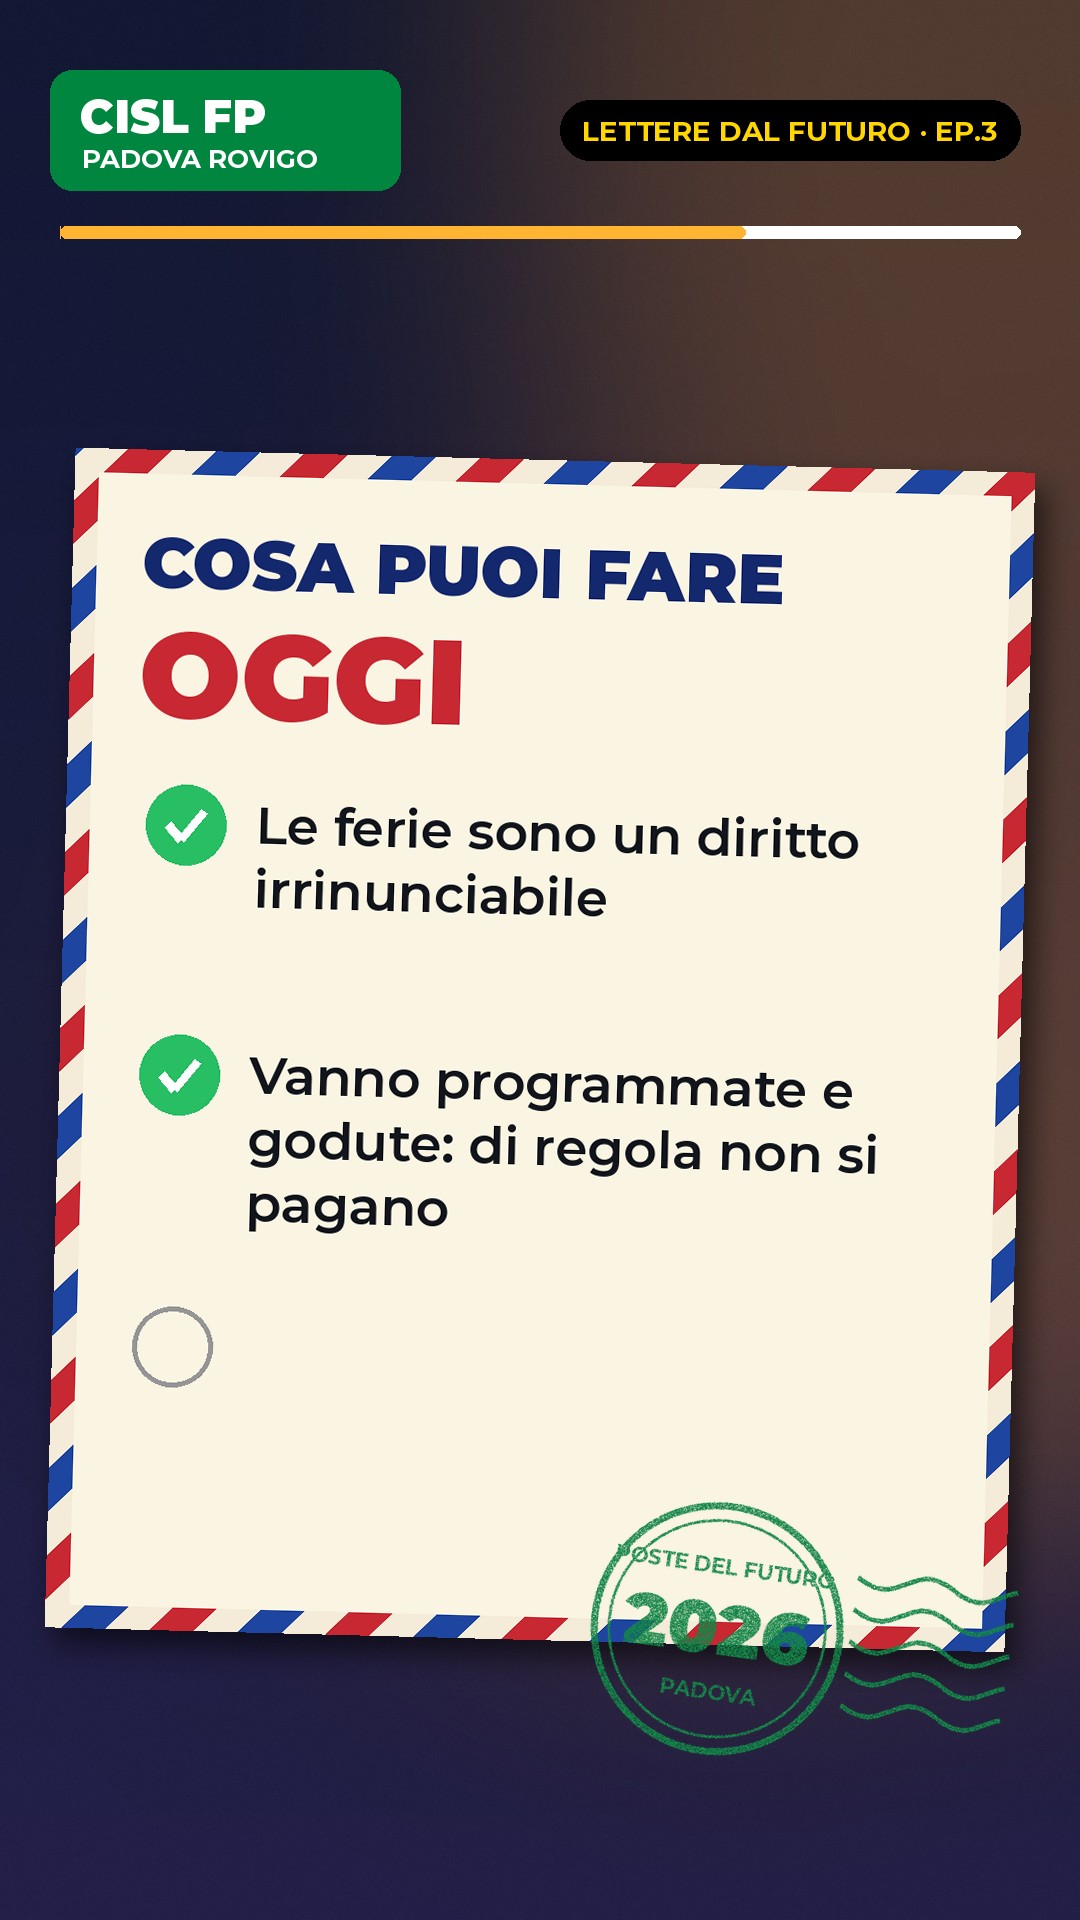 CISL FP
PADOVA ROVIGO
LETTERE DAL FUTURO · EP.3
COSA PUOI FARE
OGGI
Le ferie sono un diritto
irrinunciabile
Vanno programmate e
godute: di regola non si
pagano
POSTE DEL FUTURO
2026
PADOVA